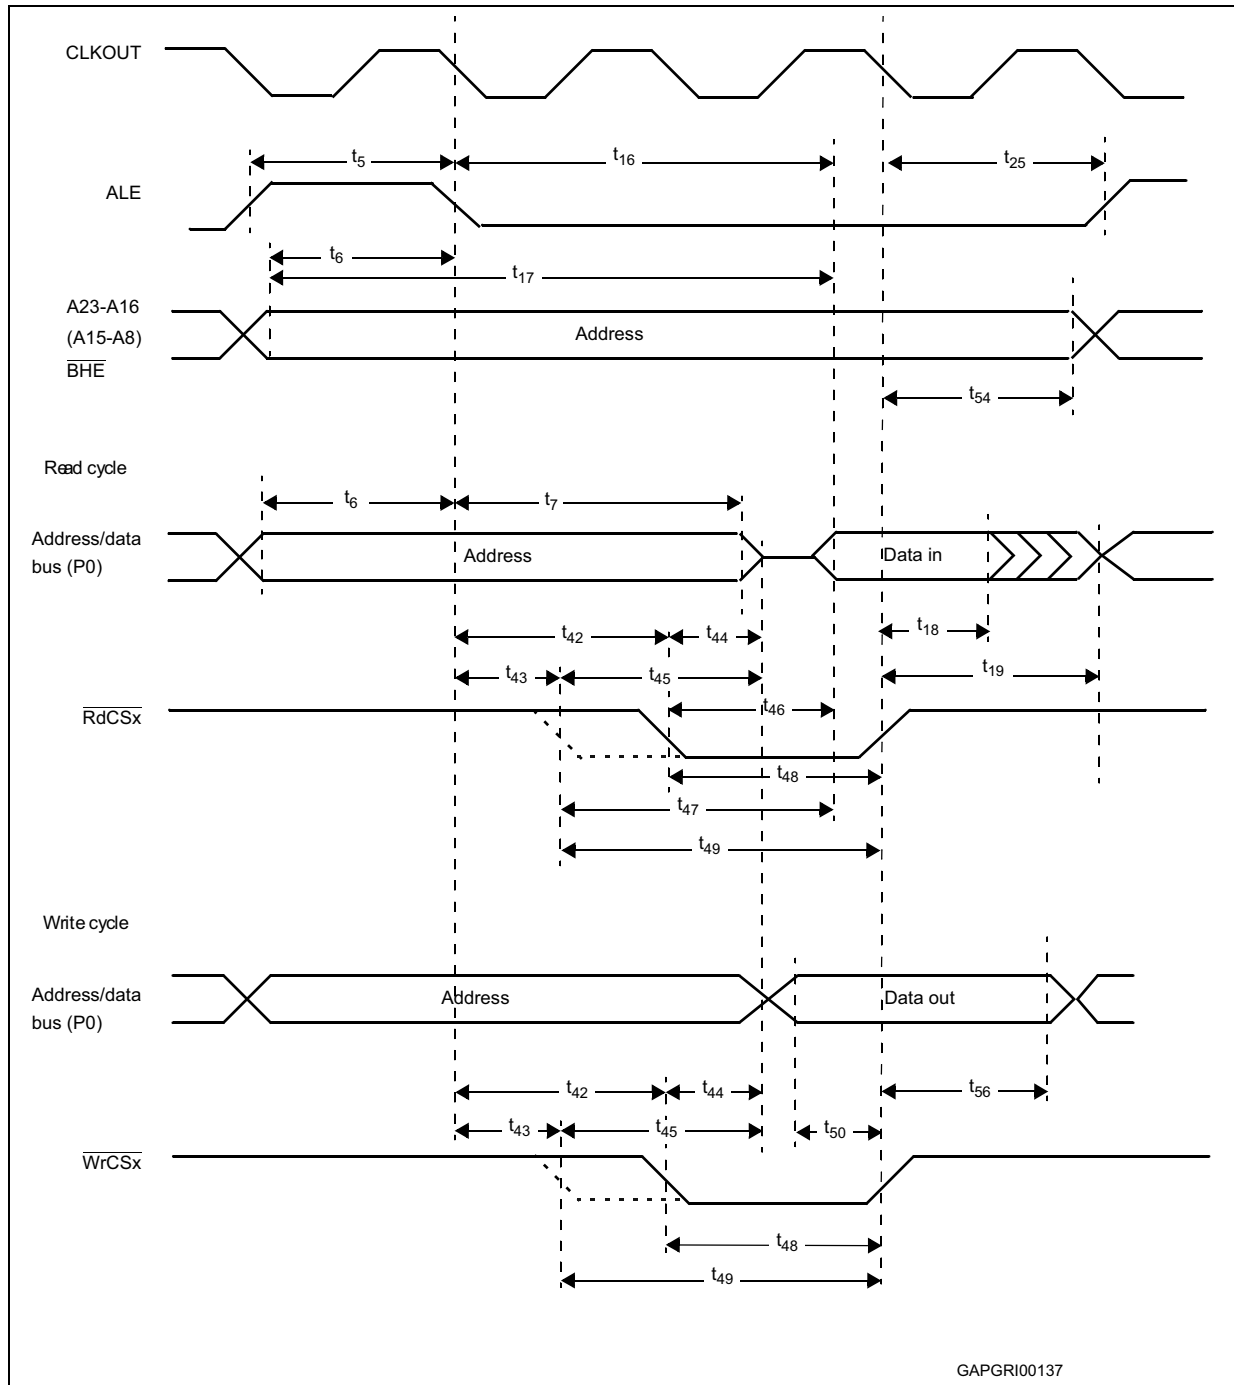 CLKOUT
t5
t16
t25
ALE
t6
t17
A23-A16
(A15-A8)
BHE
Address
t54
Read cycle
t6
t7
Address/data
bus (P0)
Address
Data in
t42
t44
t18
t43
t45
t19
RdCSx
t46
t48
t47
t49
Write cycle
Address/data
bus (P0)
Address
Data out
t42
t44
t56
t43
t45
t50
WrCSx
t48
t49
GAPGRI00137